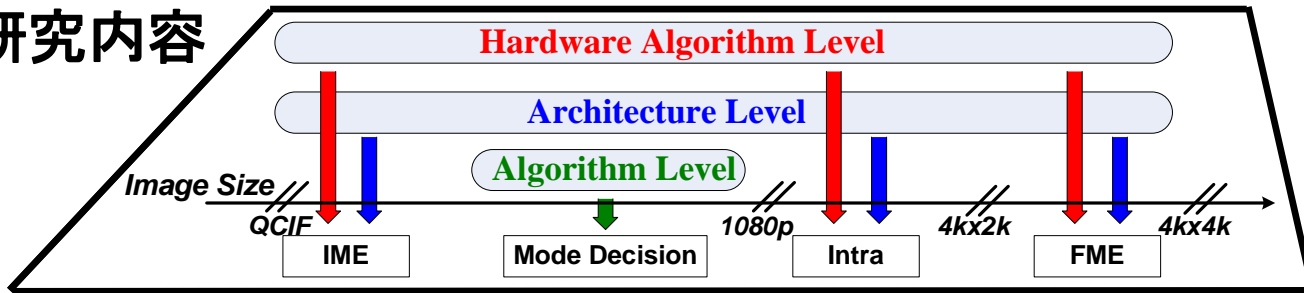 研究内容
Hardware Algorithm Level
Architecture Level
Algorithm Level
Image Size
QCIF
1080p
4kx2k
4kx4k
IME
Mode Decision
Intra
FME